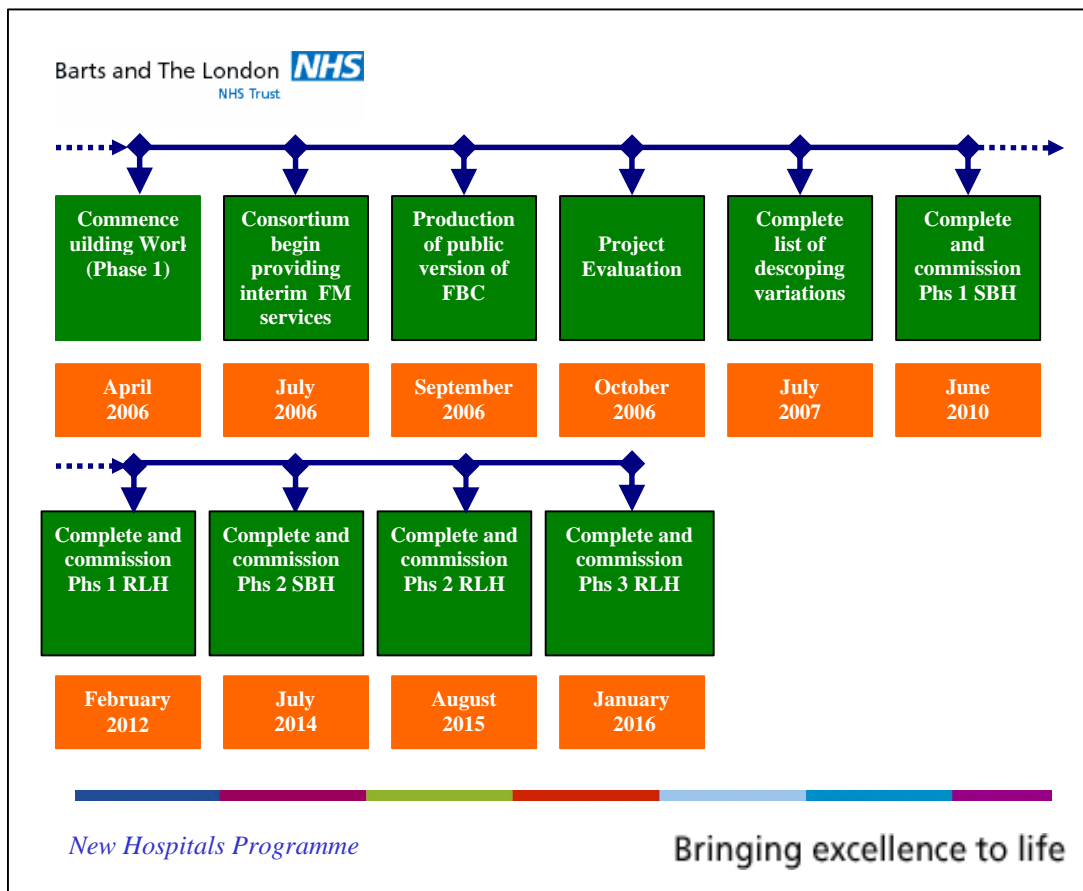 Barts and The London NHS
NHS Trust
Commence
uilding Work
(Phase 1)
Consortium
begin
providing
interim FM
services
Production
of public
version of
FBC
Project
Evaluation
Complete
list of
descoping
variations
Complete
and
commission
Phs 1 SBH
April
2006
July
2006
September
2006
October
2006
July
2007
June
2010
Complete and
commission
Phs 1 RLH
Complete and
commission
Phs 2 SBH
Complete and
commission
Phs 2 RLH
Complete and
commission
Phs 3 RLH
February
2012
July
2014
August
2015
January
2016
New Hospitals Programme
Bringing excellence to life